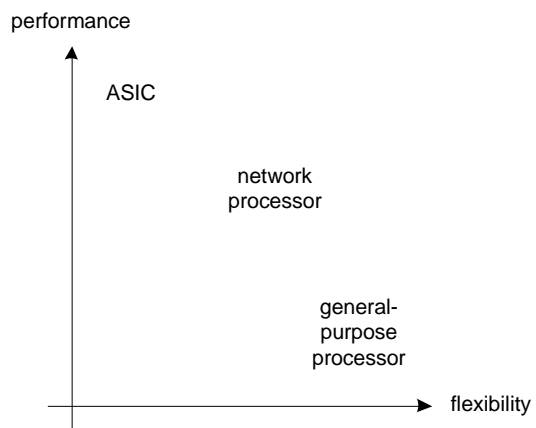 performance
ASIC
network
processor
general-
purpose
processor
flexibility